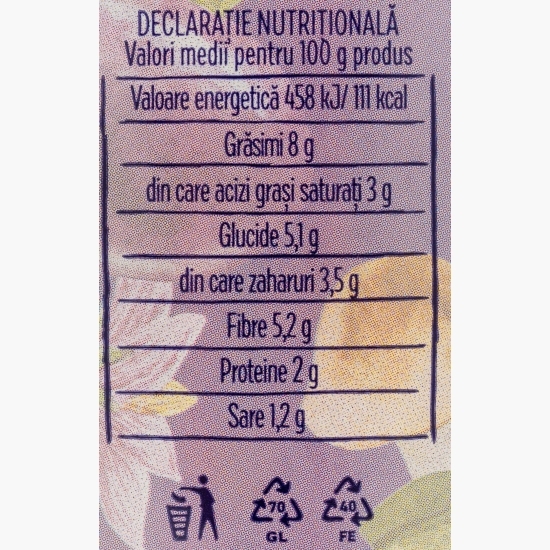 DECLARAȚIE NUTRIȚIONALĂ
Valori medii pentru 100 g produs
Valoare energetică 458 kJ/ 111 kcal
Grăsimi 8 g
din care acizi grași saturați 3 g
Glucide 5,1 g
din care zaharuri 3,5 g
Fibre 5,2 g
Proteine 2 g
Sare 1,2 g
70 40
GL FE